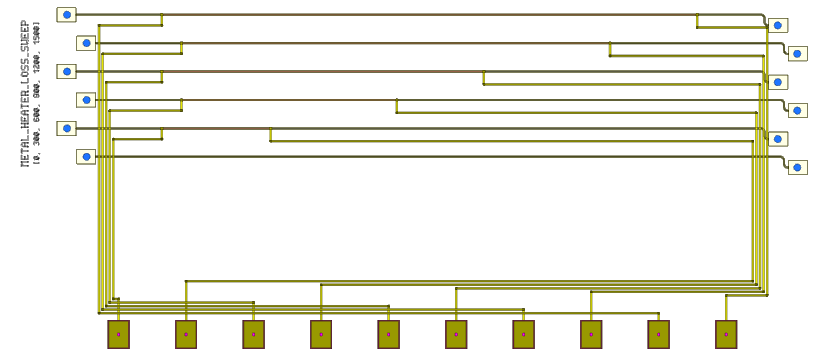 METAL_HEATER_LOSS_SWEEP
[0, 300, 600, 900, 1200, 1500]